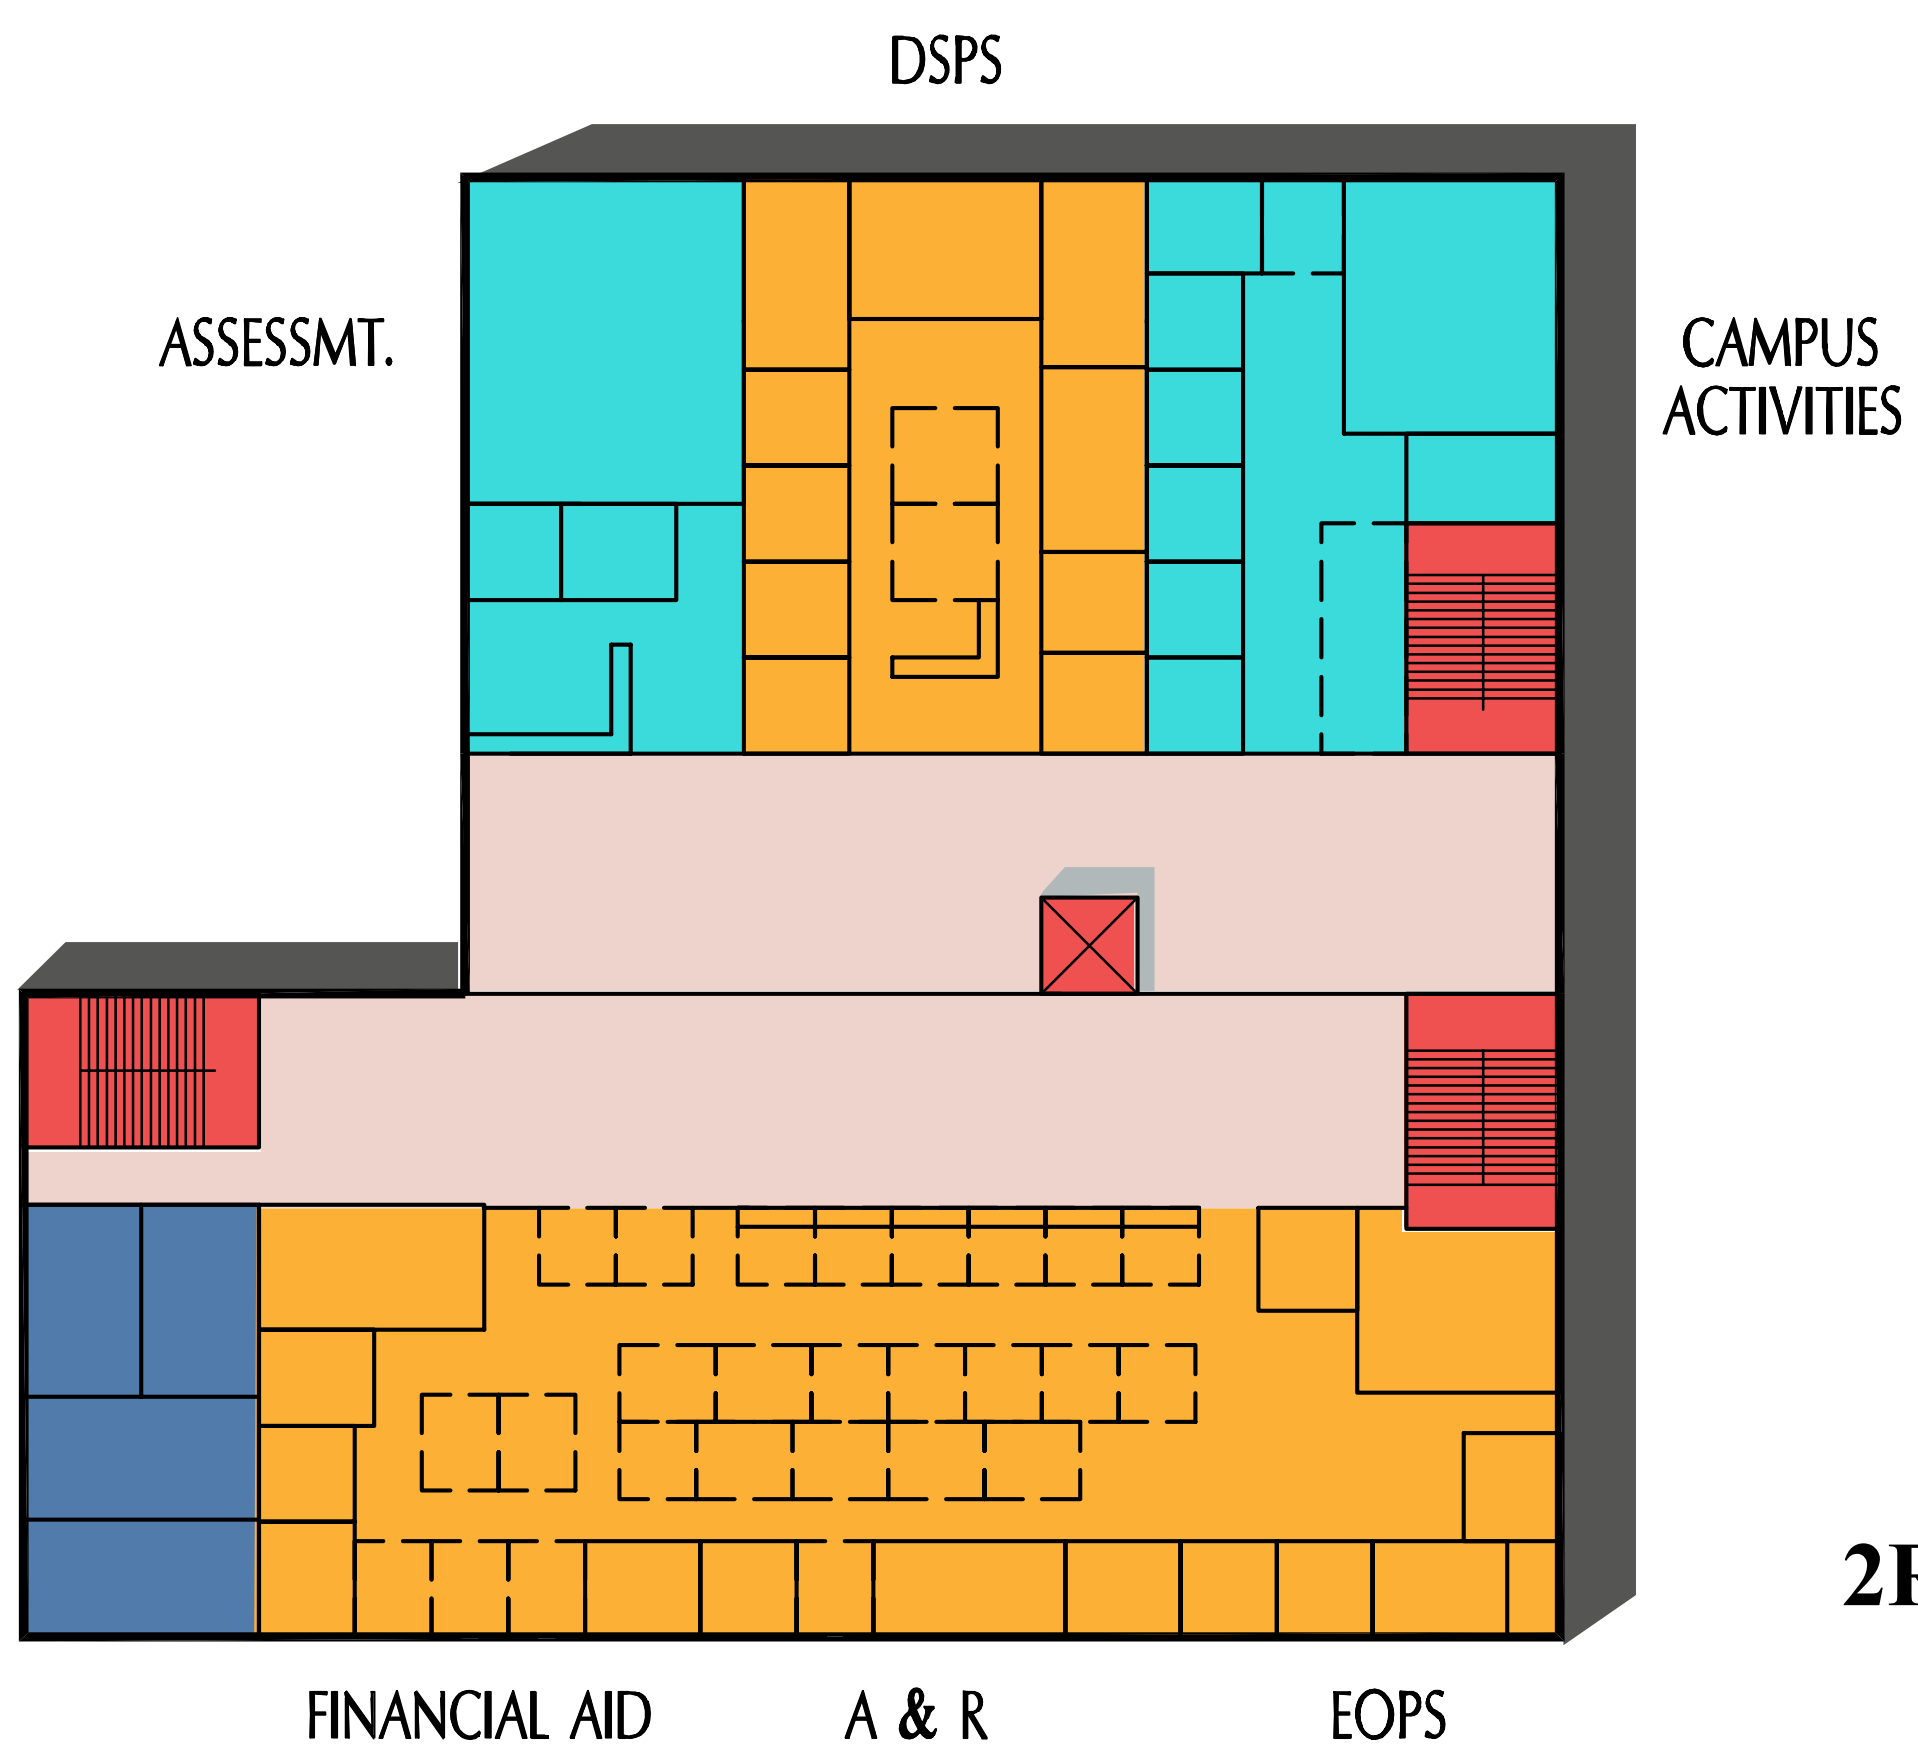 DSPS
ASSESSMT.
CAMPUS
ACTIVITIES
FINANCIAL AID
A & R
EOPS